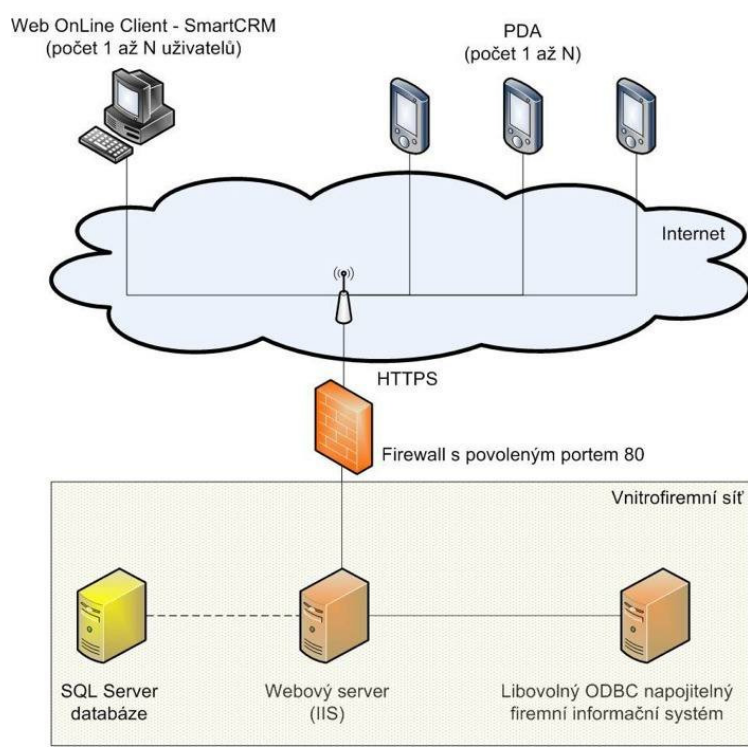 Web OnLine Client - SmartCRM
(počet 1 až N uživatelů)
PDA
(počet 1 až N)
Internet
HTTPS
Firewall s povoleným portem 80
Vnitrofiremní síť
SQL Server
databáze
Webový server
(IIS)
Libovolný ODBC napojitelný
firemní informační systém